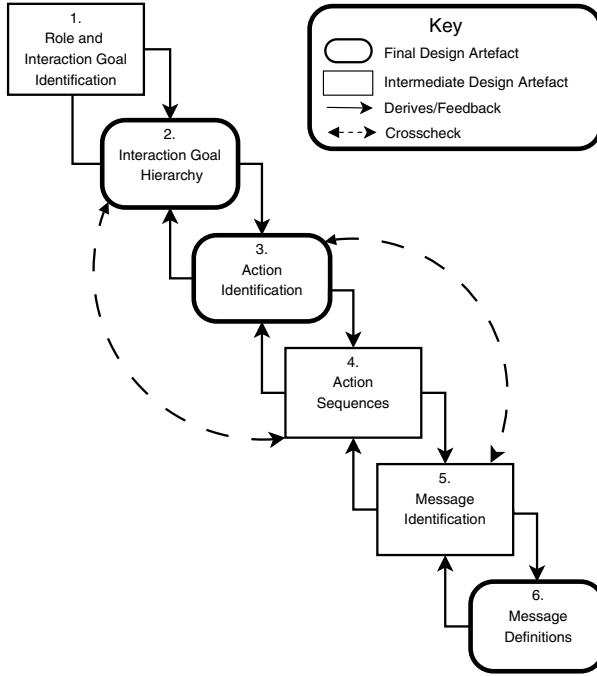 1.
Role and
Interaction Goal
Identification
Key
Final Design Artefact
Intermediate Design Artefact
Derives/Feedback
Crosscheck
2.
Interaction Goal
Hierarchy
3.
Action
Identification
4.
Action
Sequences
5.
Message
Identification
6.
Message
Definitions